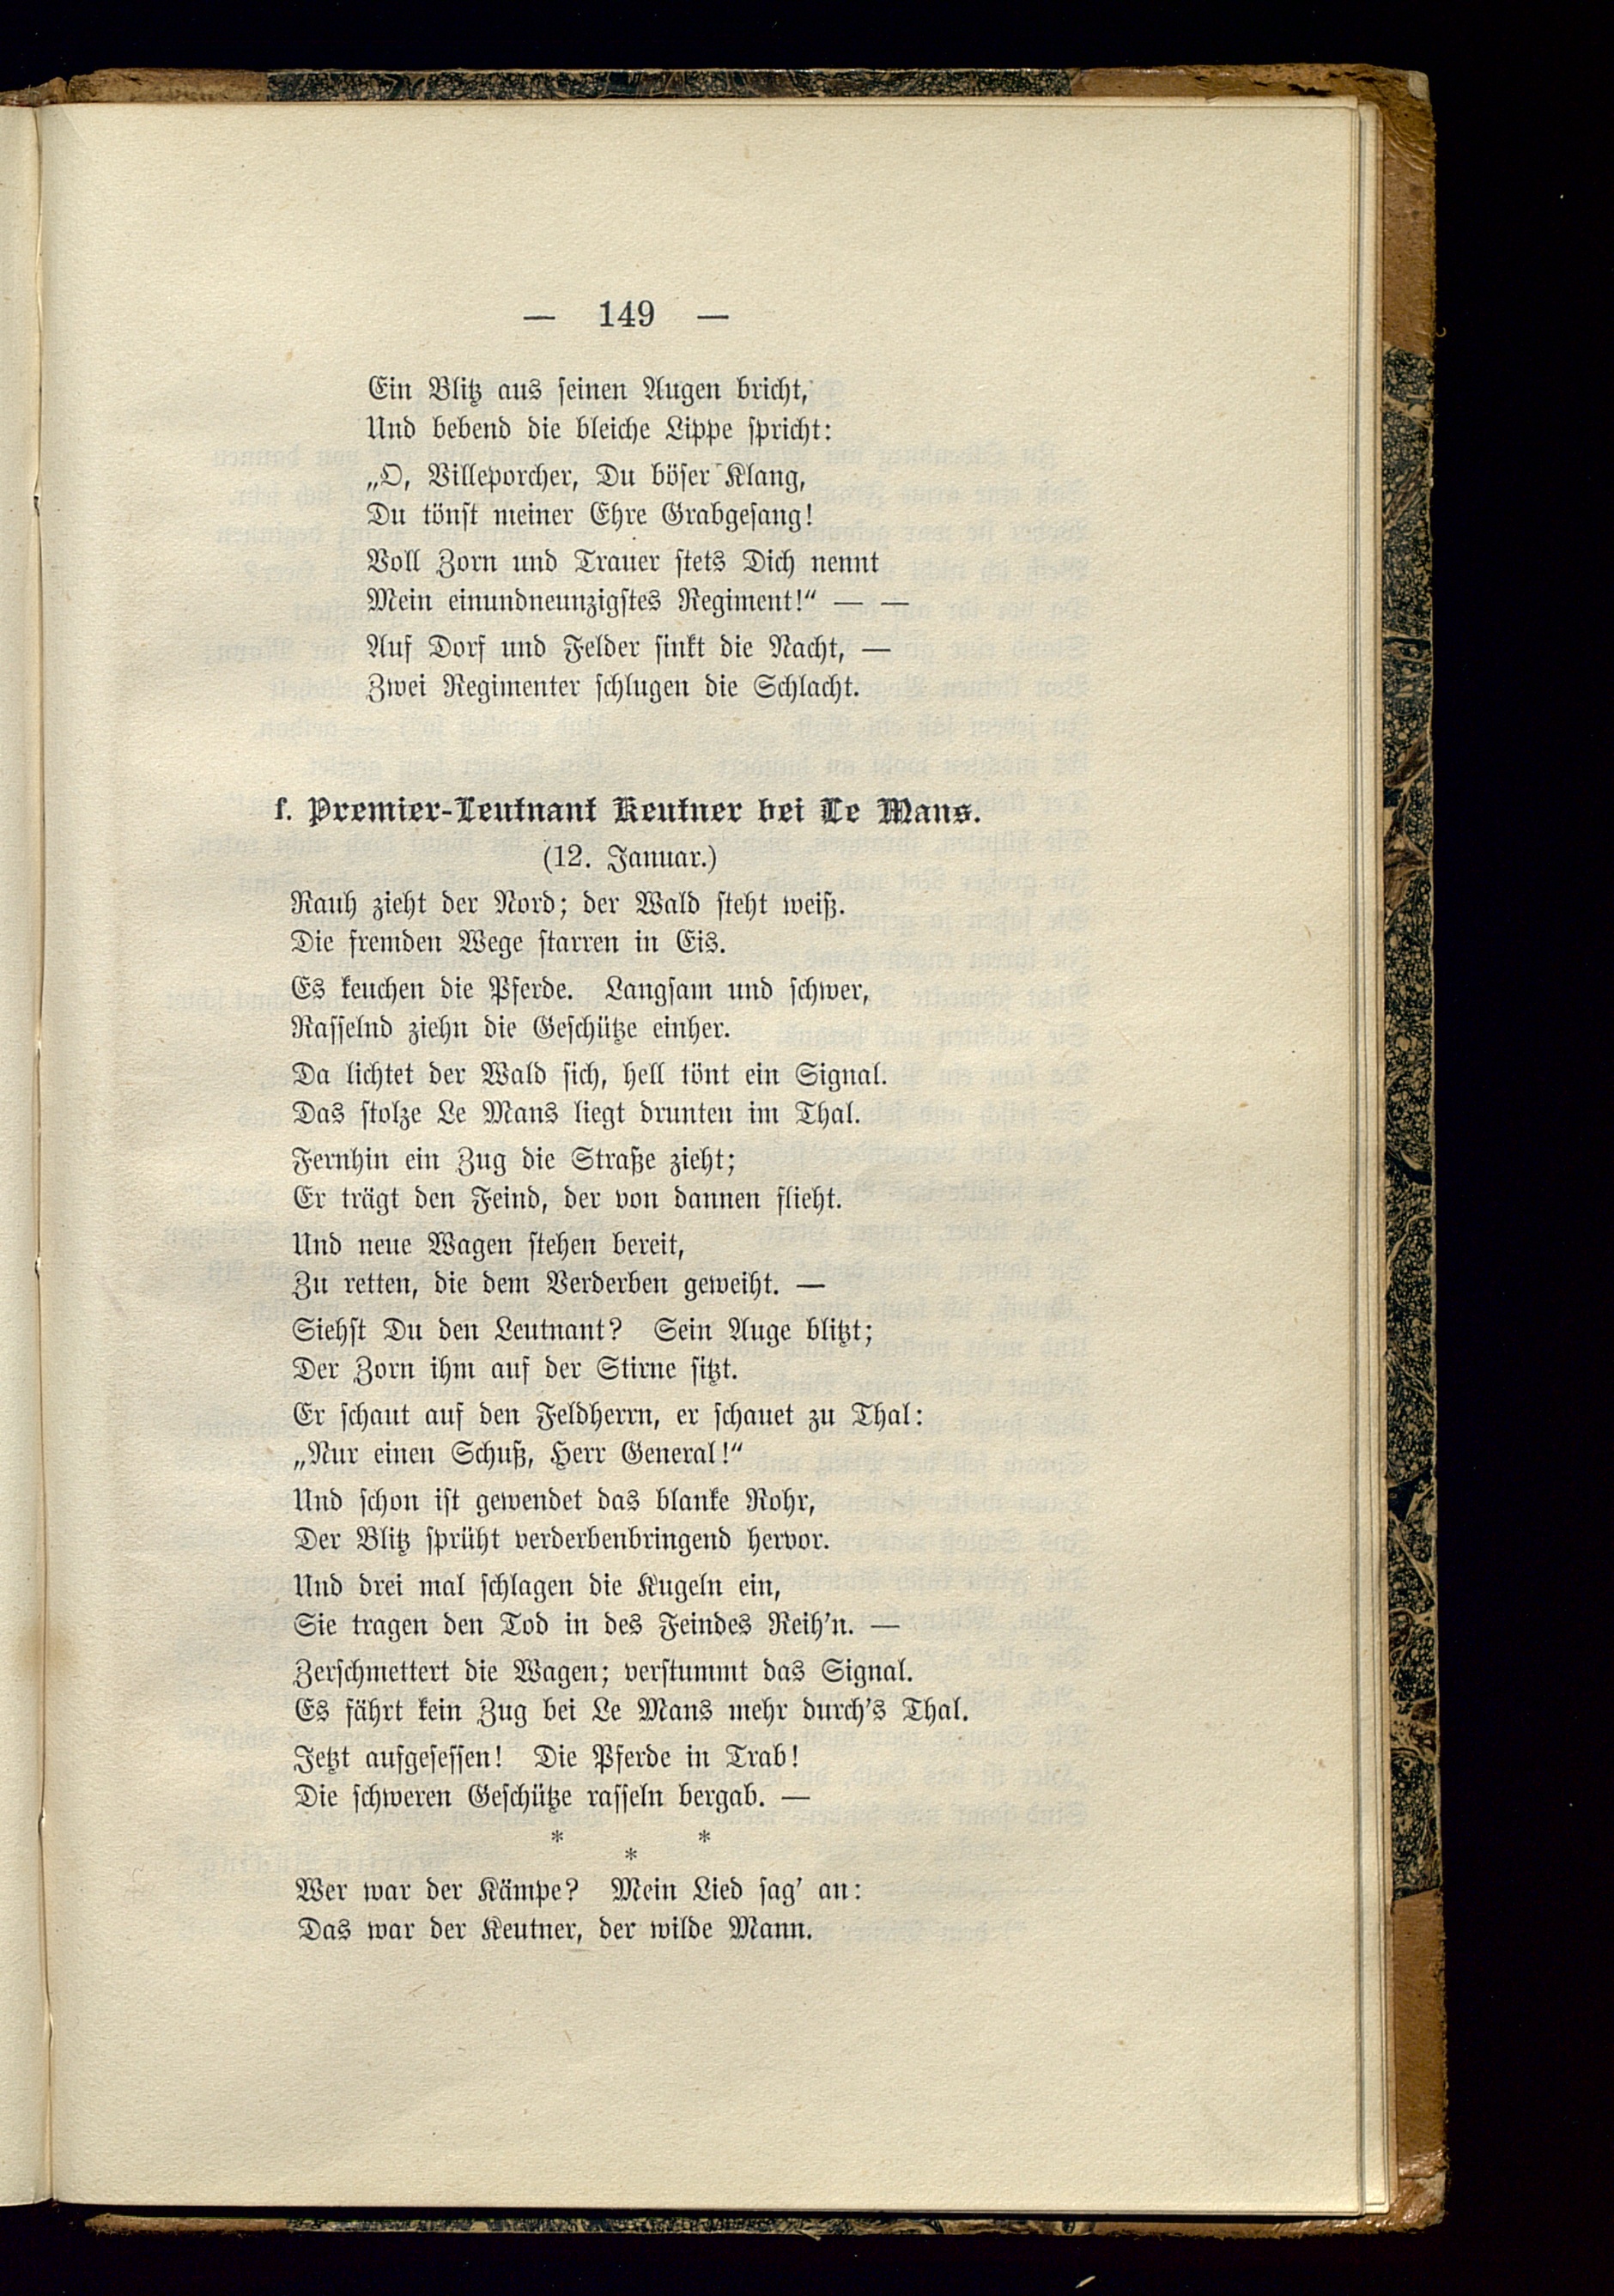 — 149 —
Ein Blitz aus seinen Augen bricht,
Und bebend die bleiche Lippe spricht:
„O, Villeporcher, Du böser Klang,
Du tönst meiner Ehre Grabgesang!
Voll Zorn und Trauer stets Dich nennt
Mein einundneunzigstes Regiment!“ — —
Auf Dorf und Felder sinkt die Nacht, —
Zwei Regimenter schlugen die Schlacht.
f. Premier-Leutnant Keutner bei Le Mans.
(12. Januar.)
Rauh zieht der Nord; der Wald steht weiß.
Die fremden Wege starren in Eis.
Es keuchen die Pferde. Langsam und schwer,
Rasselnd ziehn die Geschütze einher.
Da lichtet der Wald sich, hell tönt ein Signal.
Das stolze Le Mans liegt drunten im Thal.
Fernhin ein Zug die Straße zieht;
Er trägt den Feind, der von dannen flieht.
Und neue Wagen stehen bereit,
Zu retten, die dem Verderben geweiht. —
Siehst Du den Leutnant? Sein Auge blitzt;
Der Zorn ihm auf der Stirne sitzt.
Er schaut auf den Feldherrn, er schauet zu Thal:
„Nur einen Schuß, Herr General!“
Und schon ist gewendet das blanke Rohr,
Der Blitz sprüht verderbenbringend hervor.
Und drei mal schlagen die Kugeln ein,
Sie tragen den Tod in des Feindes Reih’n. —
Zerschmettert die Wagen; verstummt das Signal.
Es fährt kein Zug bei Le Mans mehr durch’s Thal.
Jetzt aufgesessen! Die Pferde in Trab!
Die schweren Geschütze rasseln bergab. —
* * *
Wer war der Kämpe? Mein Lied sag’ an:
Das war der Keutner, der wilde Mann.